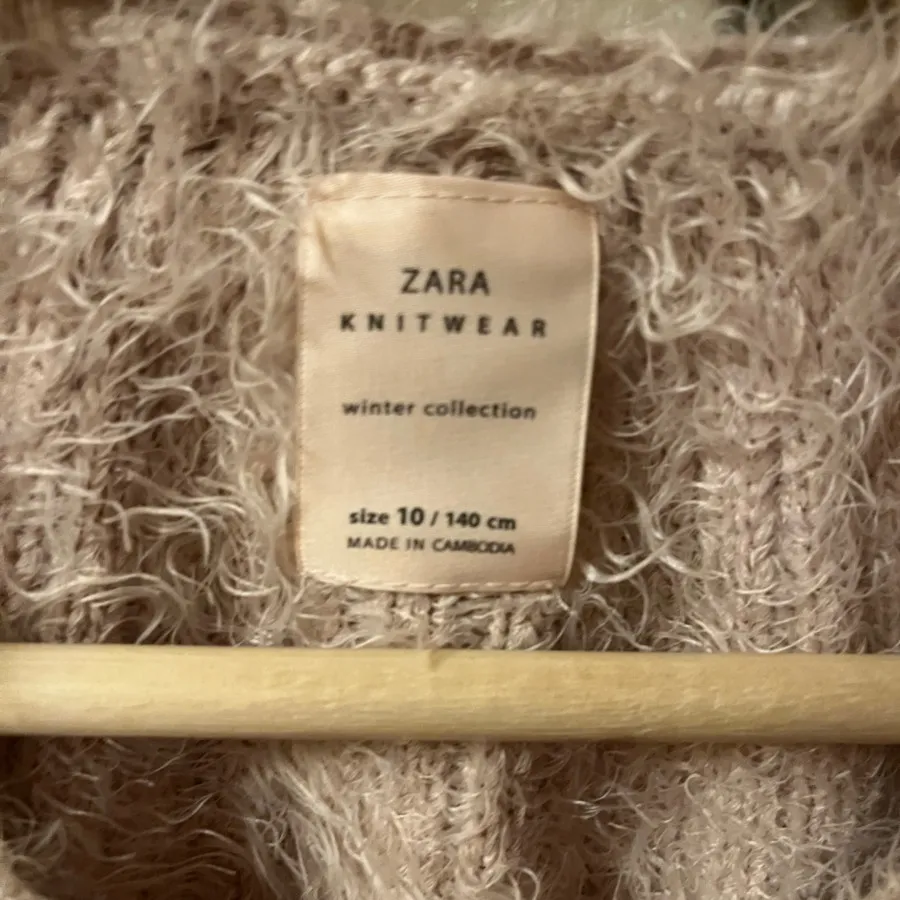 ZARA
KNITWEAR
winter collection
size 10 / 140 cm
MADE IN CAMBODIA